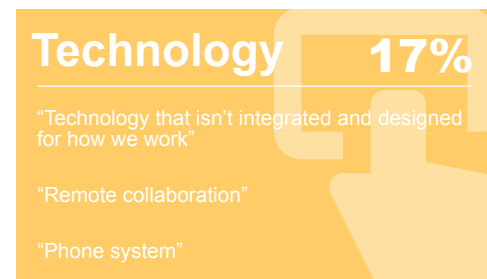 Technology 17%
“Technology that isn’t integrated and designed
for how we work”
“Remote collaboration”
“Phone system”